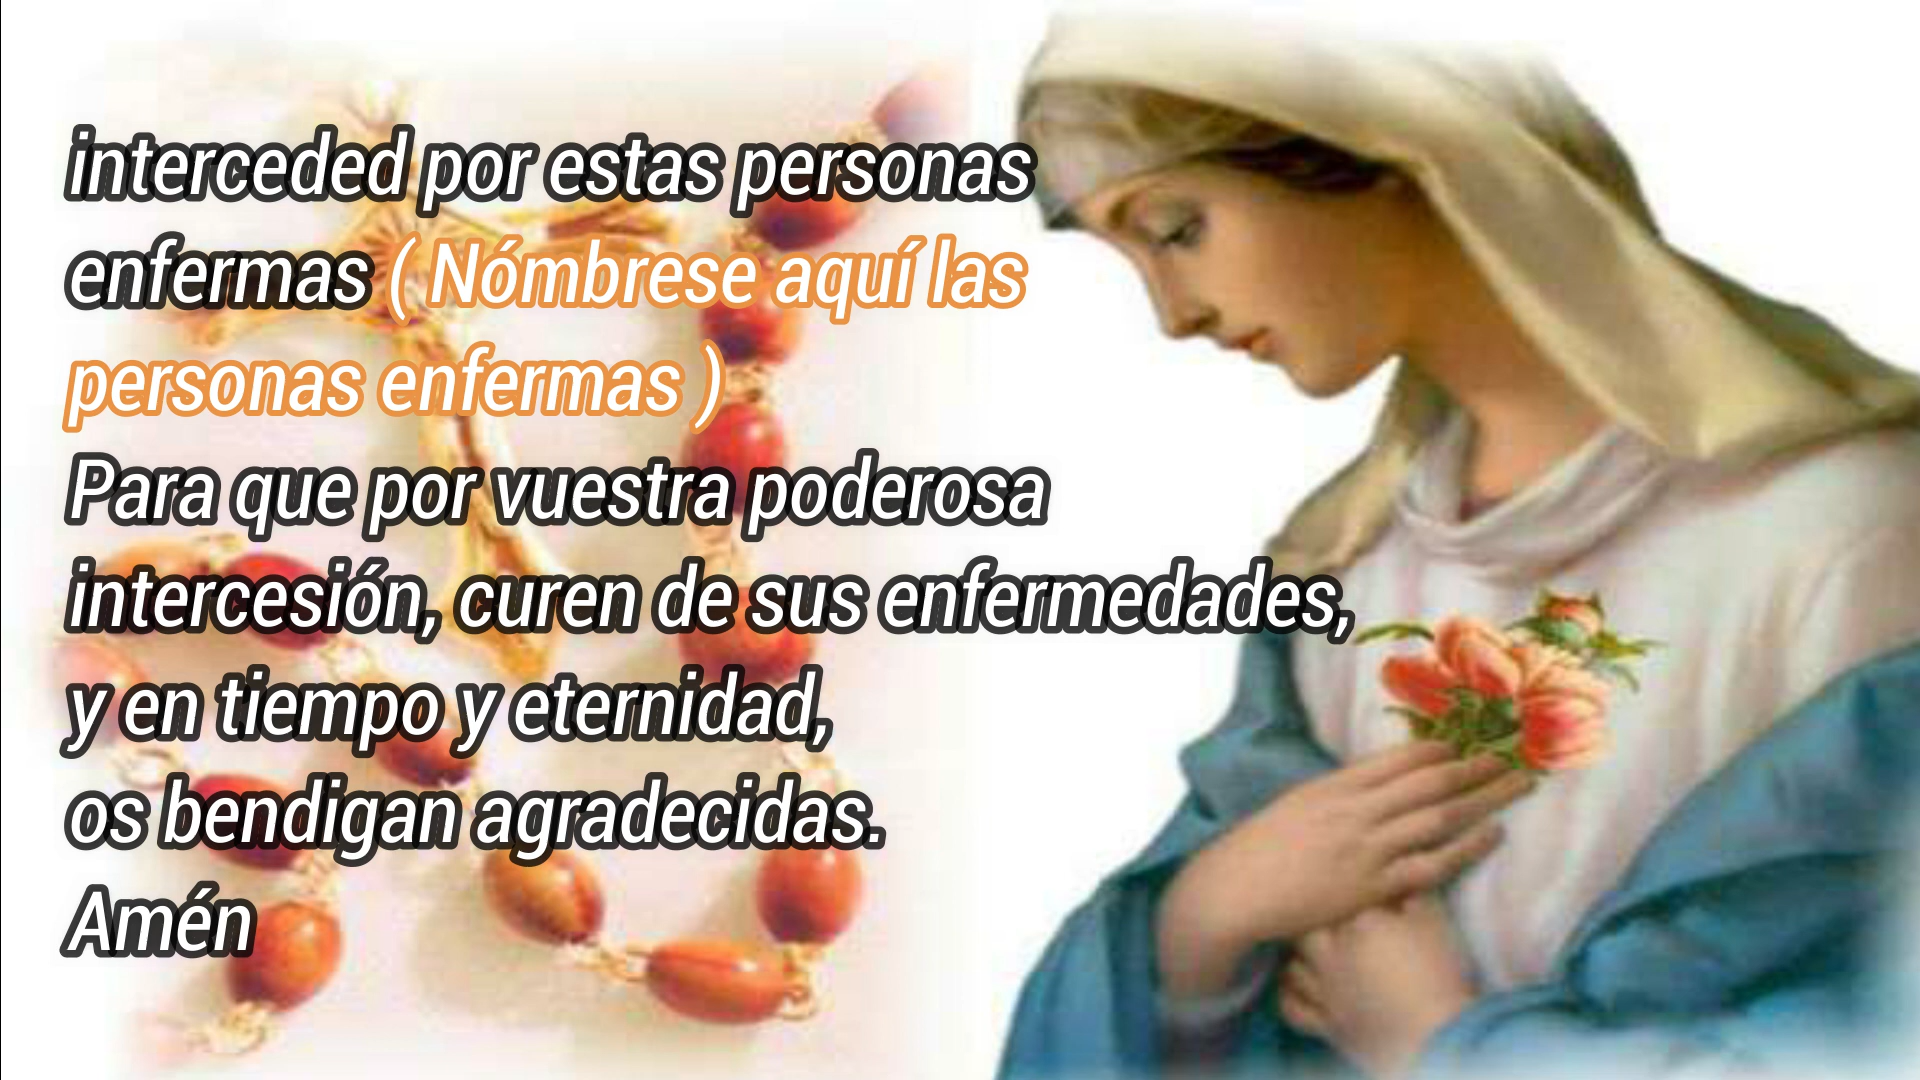 interceded por estas personas
enfermas ( Nómbrese aquí las
personas enfermas )
Para que por vuestra poderosa
intercesión, curen de sus enfermedades,
y en tiempo y eternidad,
os bendigan agradecidas.
Amén